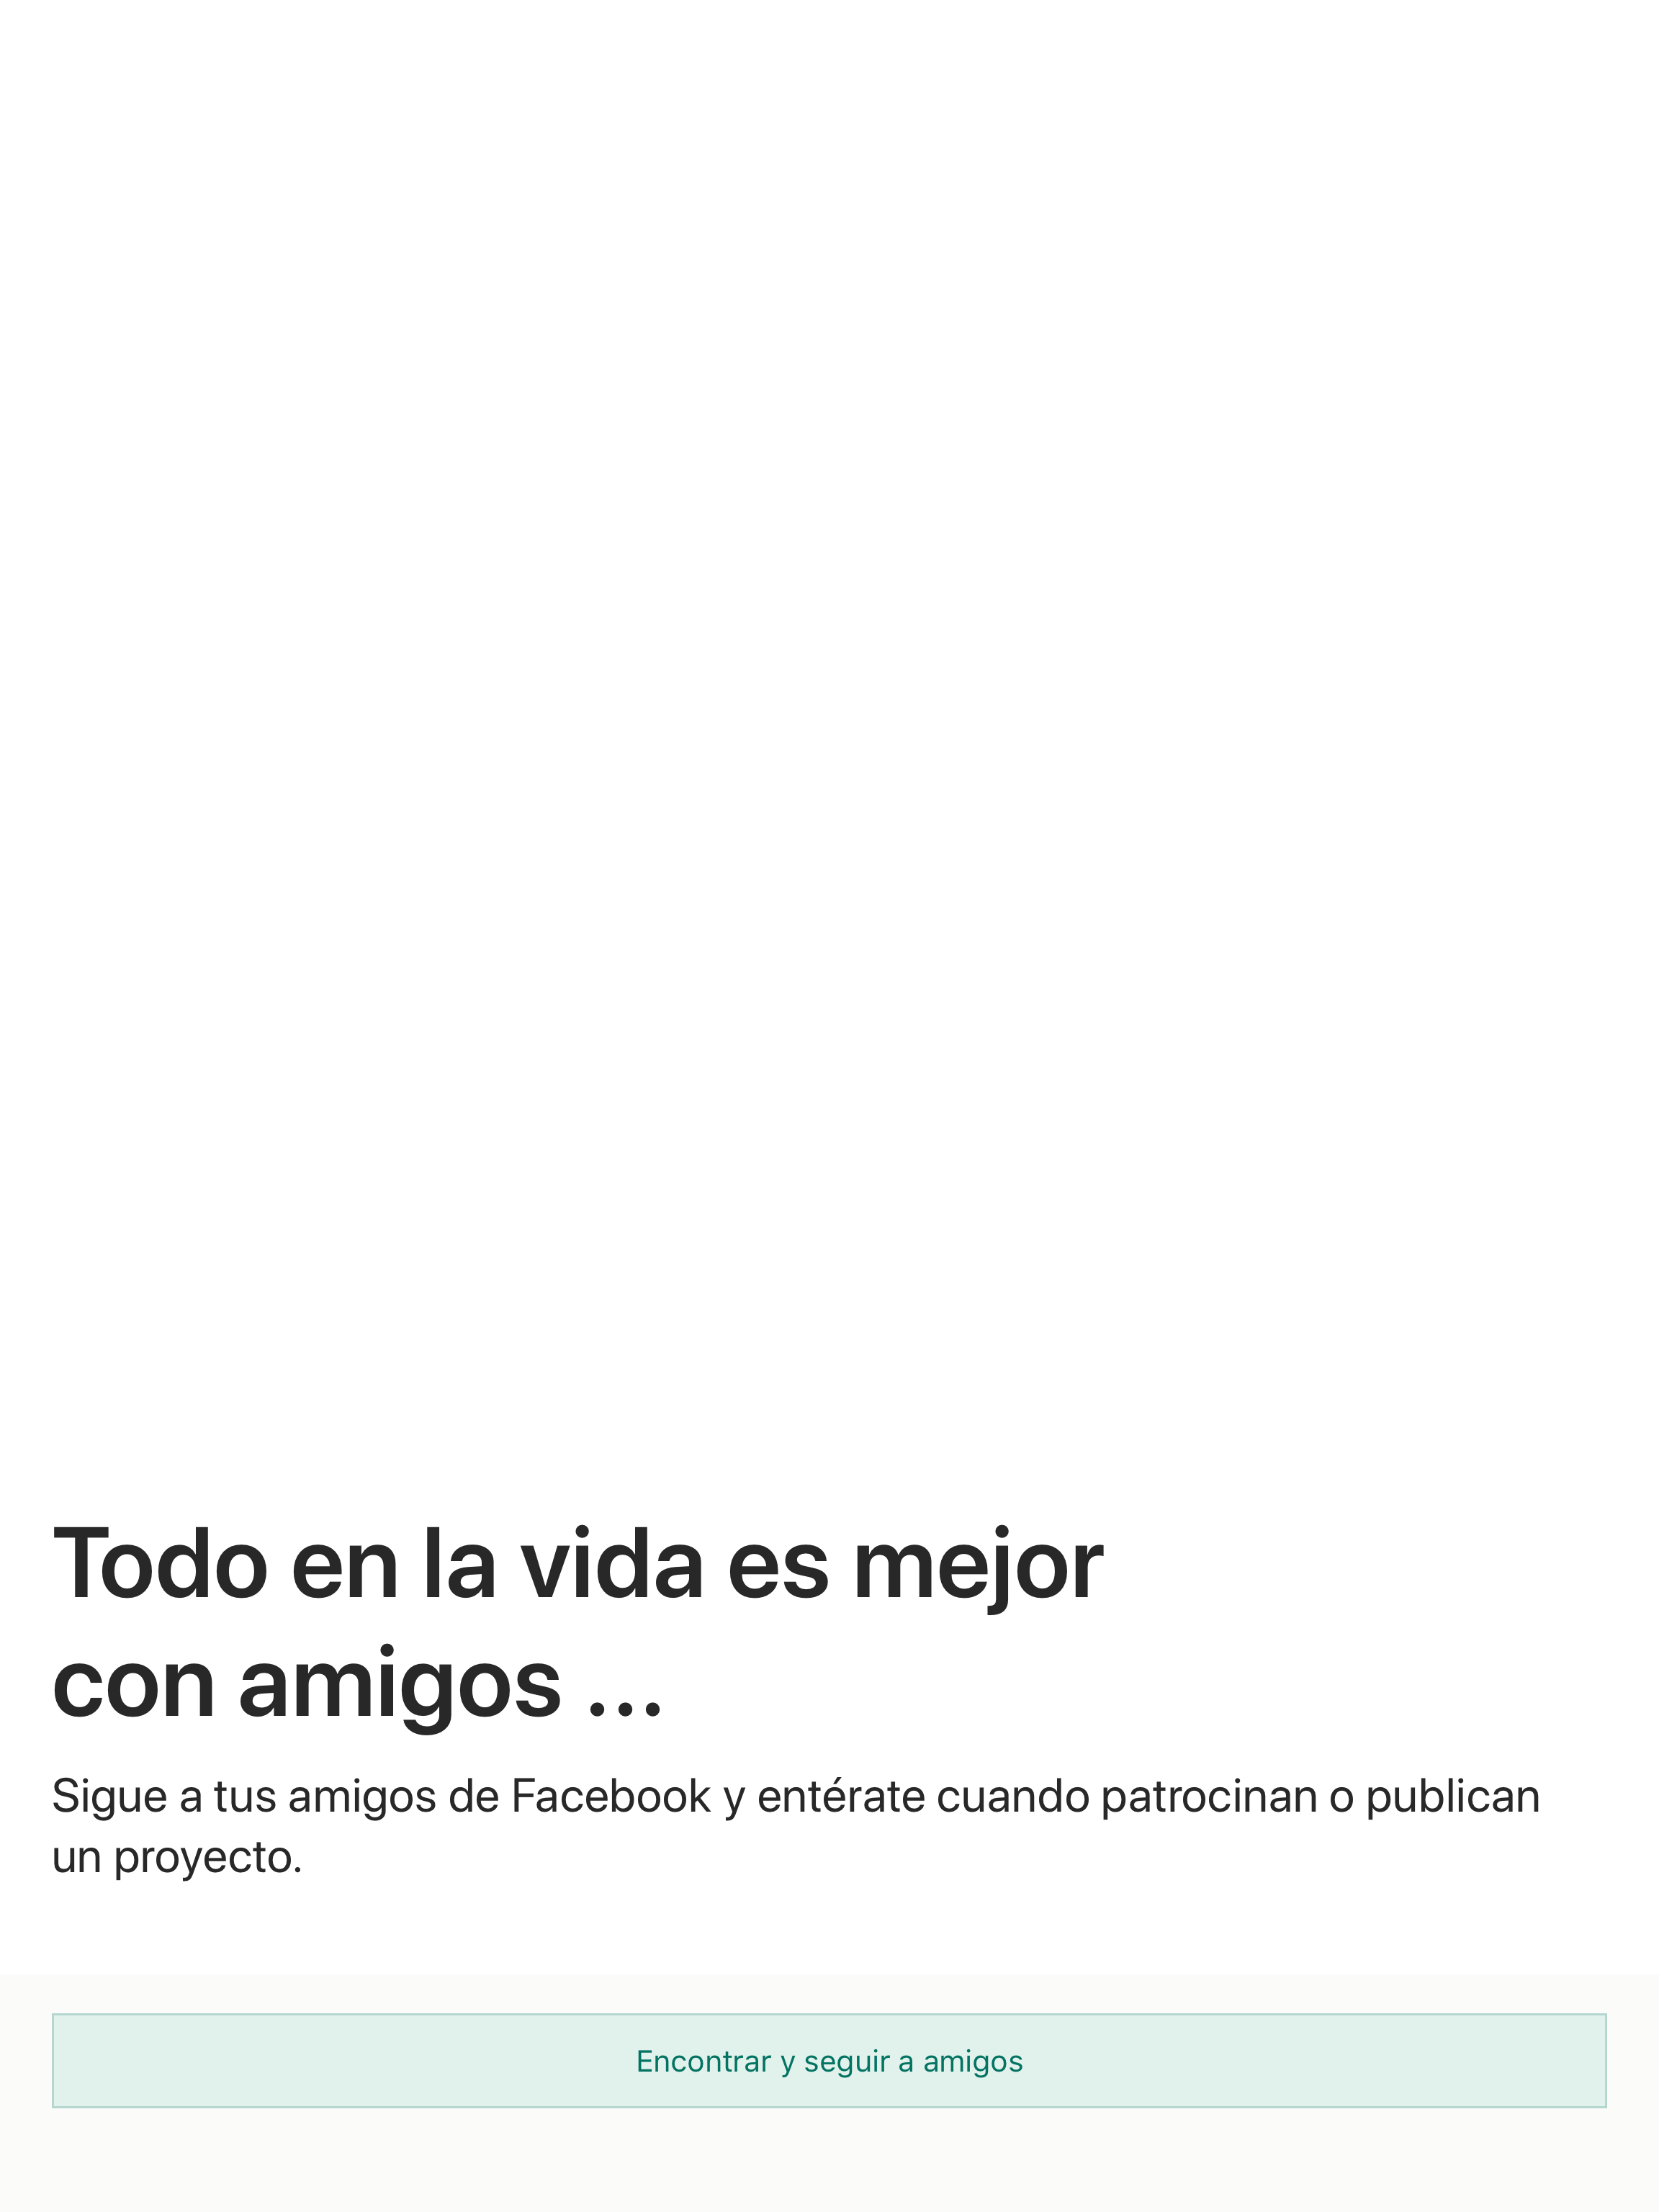 Todo en la vida es mejor
con amigos ...
Sigue a tus amigos de Facebook y entérate cuando patrocinan o publican
un proyecto.
Encontrar y seguir a amigos